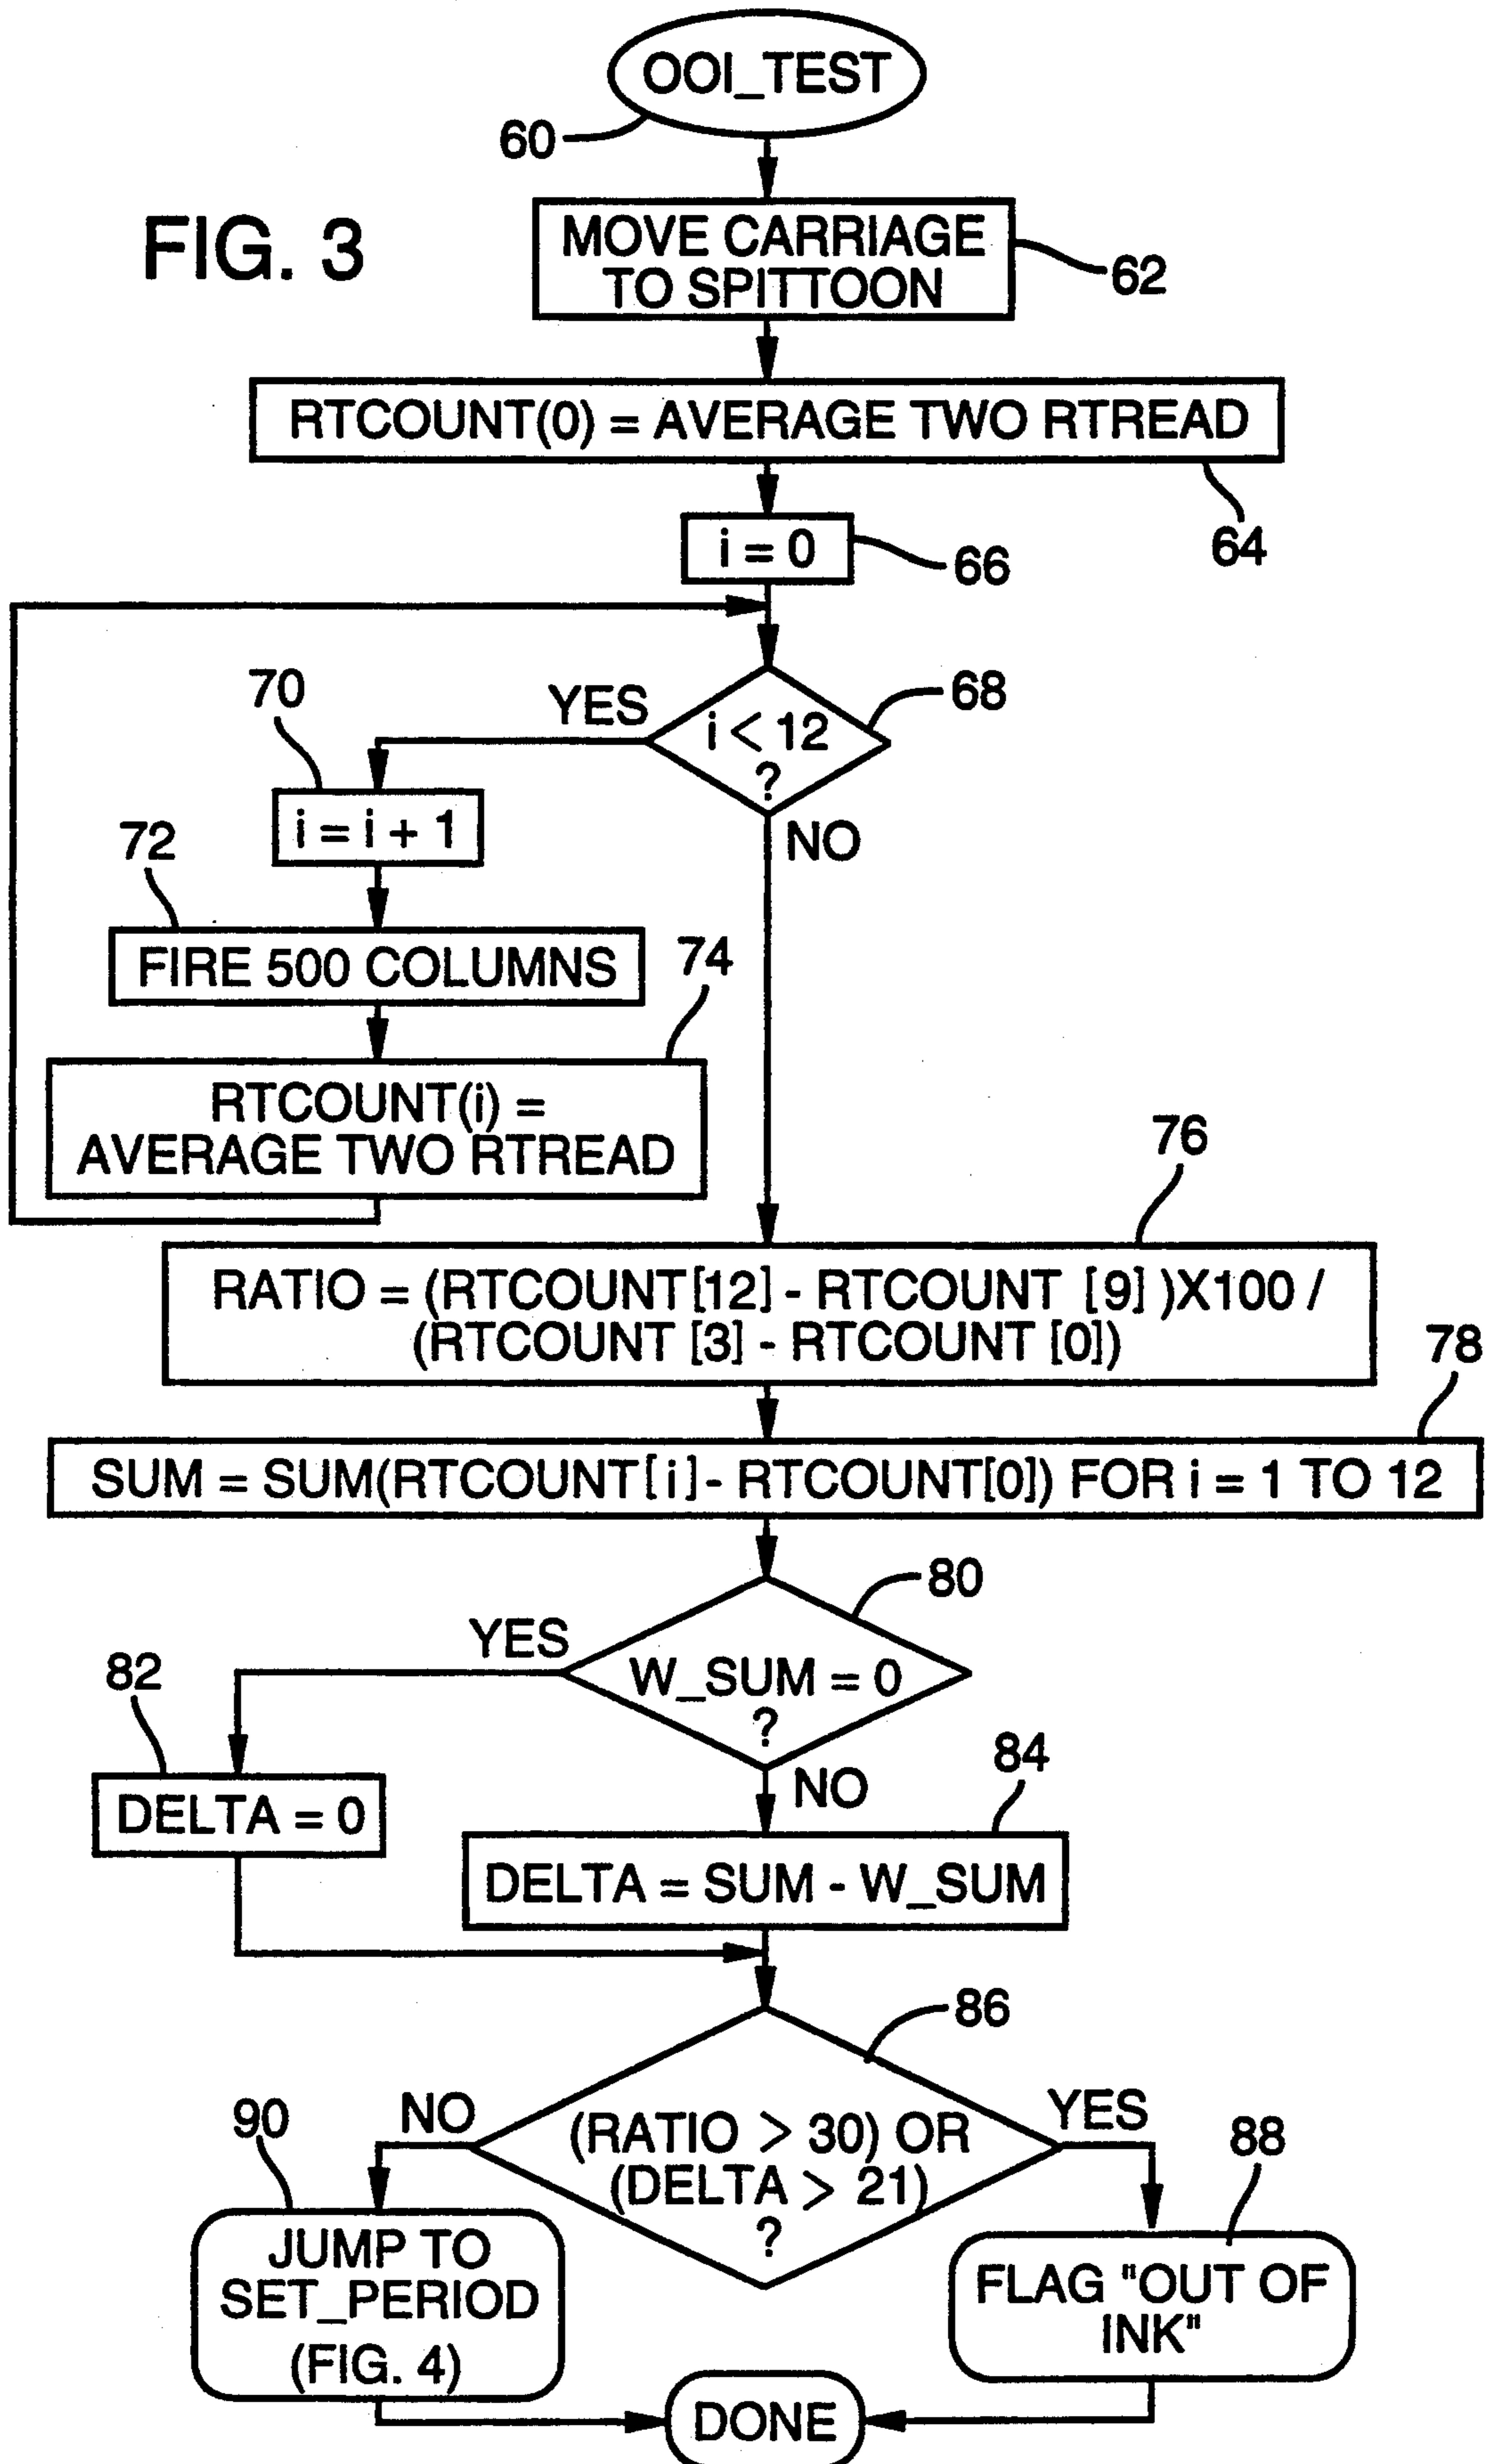 OOI_TEST
60
FIG. 3
MOVE CARRIAGE
TO SPITTOON
62
RTCOUNT(0) = AVERAGE TWO RTREAD
64
i = 0
66
68
70
YES
i < 12
?
NO
i = i + 1
72
FIRE 500 COLUMNS
74
RTCOUNT(i) =
AVERAGE TWO RTREAD
76
RATIO = (RTCOUNT[12] - RTCOUNT [9] )X100 /
(RTCOUNT [3] - RTCOUNT [0])
78
SUM = SUM(RTCOUNT[i] - RTCOUNT[0]) FOR i = 1 TO 12
80
YES
W_SUM = 0
?
82
NO
84
DELTA = 0
DELTA = SUM - W_SUM
86
NO
YES
90
(RATIO > 30) OR
(DELTA > 21)
?
88
JUMP TO
SET_PERIOD
(FIG. 4)
FLAG "OUT OF
INK"
DONE